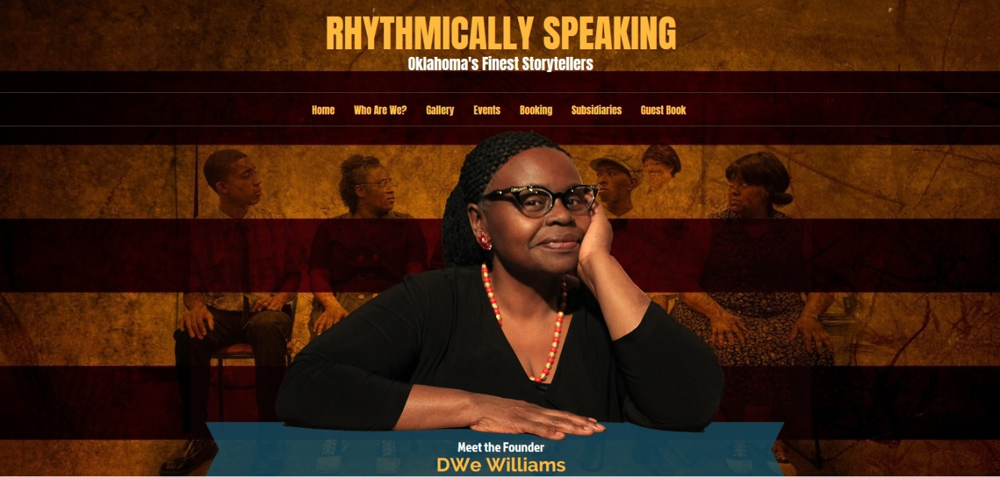 RHYTHMICALLY SPEAKING
Oklahoma's Finest Storytellers
Home Who Are We? Gallery Events Booking Subsidiaries Guest Book
Meet the Founder
DWe Williams